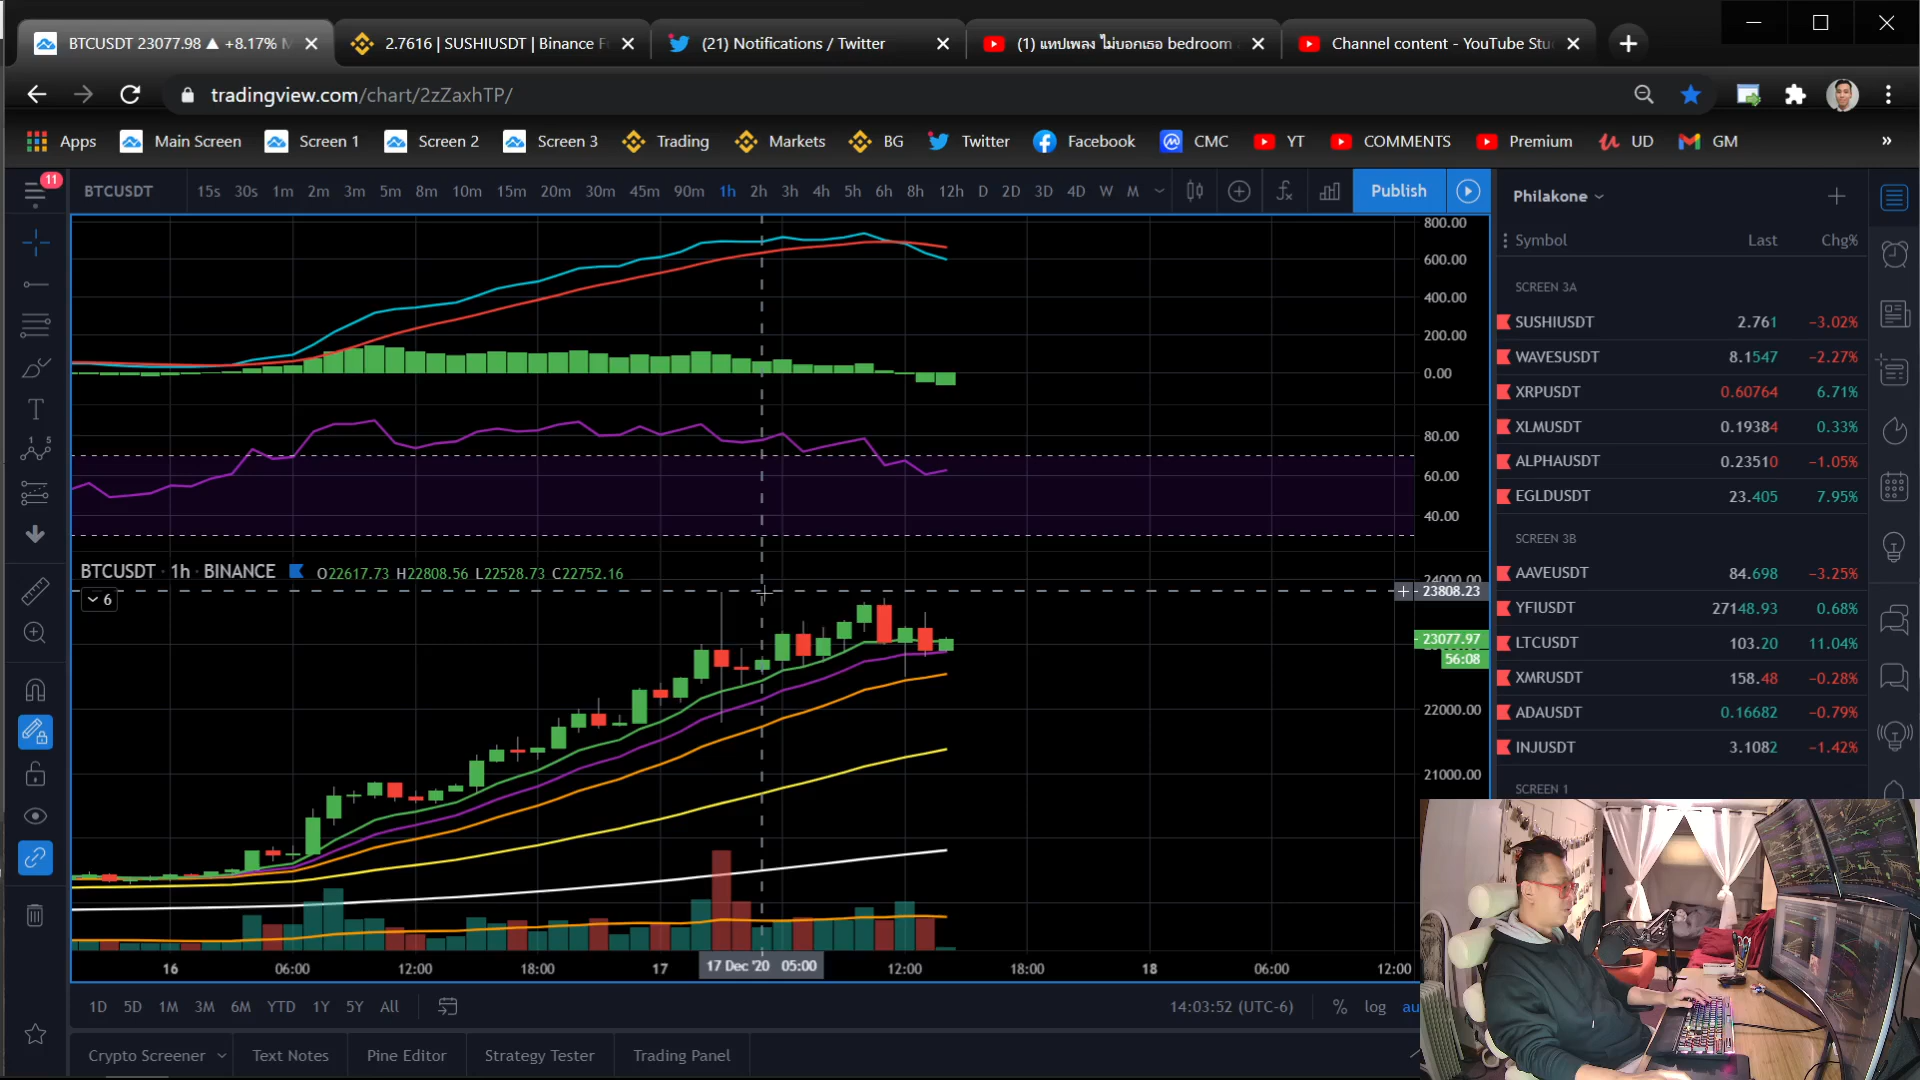 BTCUSDT 23077.98 ▲ +8.17%
2.7616 | SUSHIUSDT | Binance F
(21) Notifications / Twitter
(1) แทปเพลง ไม่บอกเธอ bedroom
Channel content - YouTube Stu
tradingview.com/chart/2zZaxhTP/
Apps Main Screen Screen 1 Screen 2 Screen 3 Trading Markets BG Twitter Facebook CMC YT COMMENTS Premium UD GM »
11
BTCUSDT 15s 30s 1m 2m 3m 5m 8m 10m 15m 20m 30m 45m 90m 1h 2h 3h 4h 5h 6h 8h 12h D 2D 3D 4D W M Publish
800.00
600.00
400.00
200.00
0.00
80.00
60.00
40.00
BTCUSDT · 1h · BINANCE O22617.73 H22808.56 L22528.73 C22752.16
6
24000.00
23808.23
23077.97
56:08
22000.00
21000.00
16 06:00 12:00 18:00 17 17 Dec '20 05:00 12:00 18:00 18 06:00 12:00
1D 5D 1M 3M 6M YTD 1Y 5Y All 14:03:52 (UTC-6) % log au
Crypto Screener Text Notes Pine Editor Strategy Tester Trading Panel
Philakone
Symbol Last Chg%
SCREEN 3A
SUSHIUSDT 2.761 −3.02%
WAVESUSDT 8.1547 −2.27%
XRPUSDT 0.60764 6.71%
XLMUSDT 0.19384 0.33%
ALPHAUSDT 0.23510 −1.05%
EGLDUSDT 23.405 7.95%
SCREEN 3B
AAVEUSDT 84.698 −3.25%
YFIUSDT 27148.93 0.68%
LTCUSDT 103.20 11.04%
XMRUSDT 158.48 −0.28%
ADAUSDT 0.16682 −0.79%
INJUSDT 3.1082 −1.42%
SCREEN 1